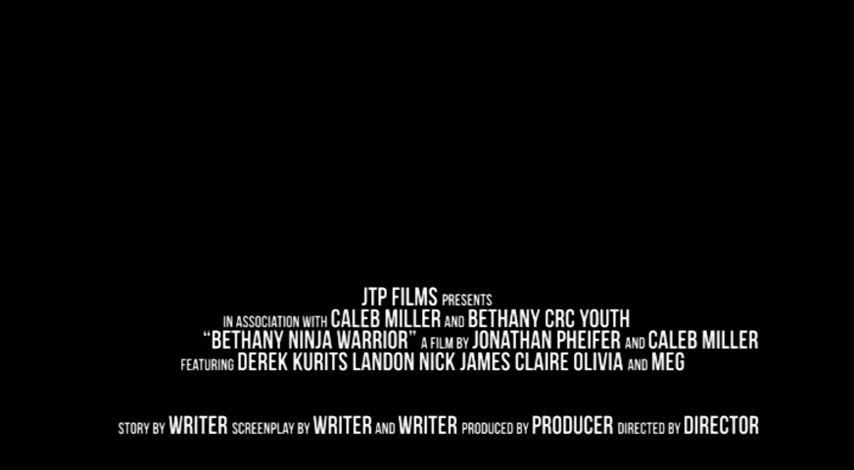 JTP FILMS PRESENTS
IN ASSOCIATION WITH CALEB MILLER AND BETHANY CRC YOUTH
“BETHANY NINJA WARRIOR” A FILM BY JONATHAN PHEIFER AND CALEB MILLER
FEATURING DEREK KURITS LANDON NICK JAMES CLAIRE OLIVIA AND MEG
STORY BY WRITER SCREENPLAY BY WRITER AND WRITER PRODUCED BY PRODUCER DIRECTED BY DIRECTOR